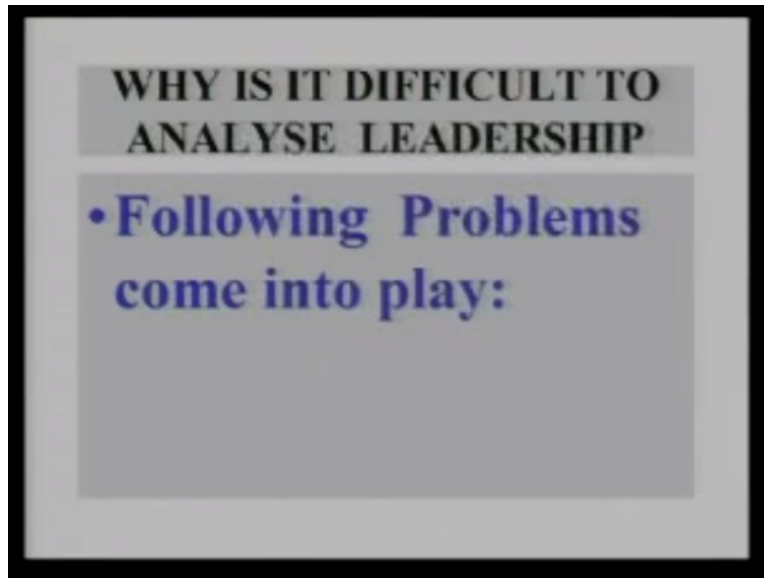 WHY IS IT DIFFICULT TO
ANALYSE LEADERSHIP
• Following Problems
come into play: